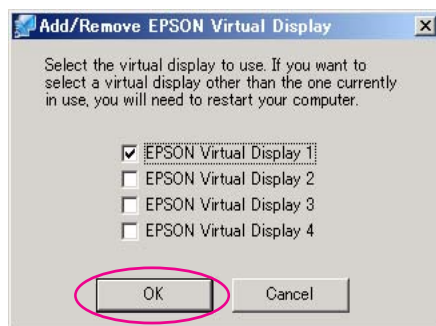 Add/Remove EPSON Virtual Display
Select the virtual display to use. If you want to
select a virtual display other than the one currently
in use, you will need to restart your computer.
EPSON Virtual Display 1
EPSON Virtual Display 2
EPSON Virtual Display 3
EPSON Virtual Display 4
OK Cancel